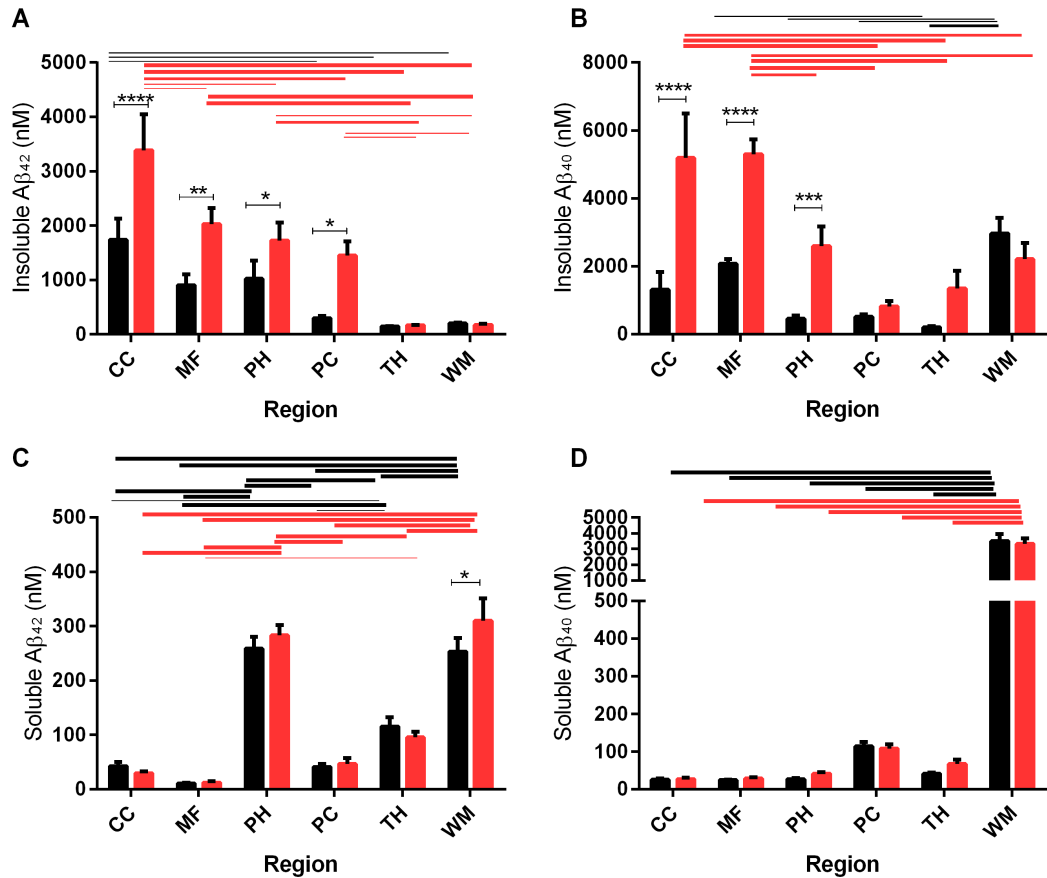 A
Insoluble Aβ42 (nM)
5000
4000
3000
2000
1000
0
****
**
*
*
CC
MF
PH
PC
TH
WM
Region
B
Insoluble Aβ40 (nM)
8000
6000
4000
2000
0
****
****
***
CC
MF
PH
PC
TH
WM
Region
C
Soluble Aβ42 (nM)
500
400
300
200
100
0
*
CC
MF
PH
PC
TH
WM
Region
D
Soluble Aβ40 (nM)
5000
4000
3000
2000
1000
500
400
300
200
100
0
CC
MF
PH
PC
TH
WM
Region